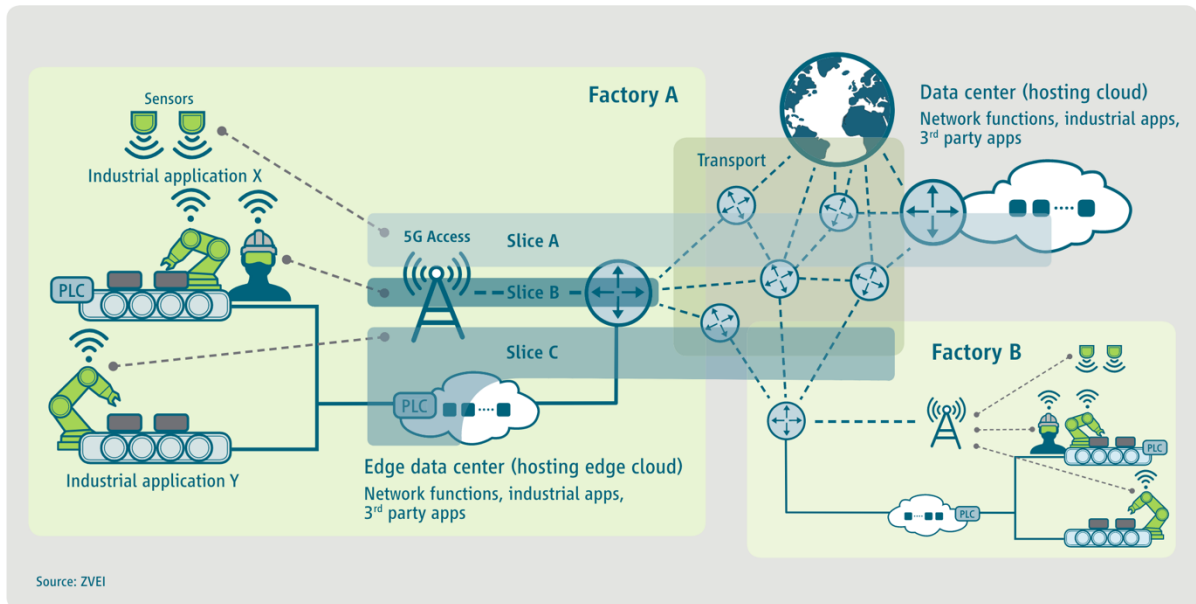 Factory A
Sensors
Industrial application X
PLC
Industrial application Y
5G Access
Slice A
Slice B
Slice C
PLC
Edge data center (hosting edge cloud)
Network functions, industrial apps,
3rd party apps
Transport
Data center (hosting cloud)
Network functions, industrial apps,
3rd party apps
Factory B
PLC
PLC
Source: ZVEI